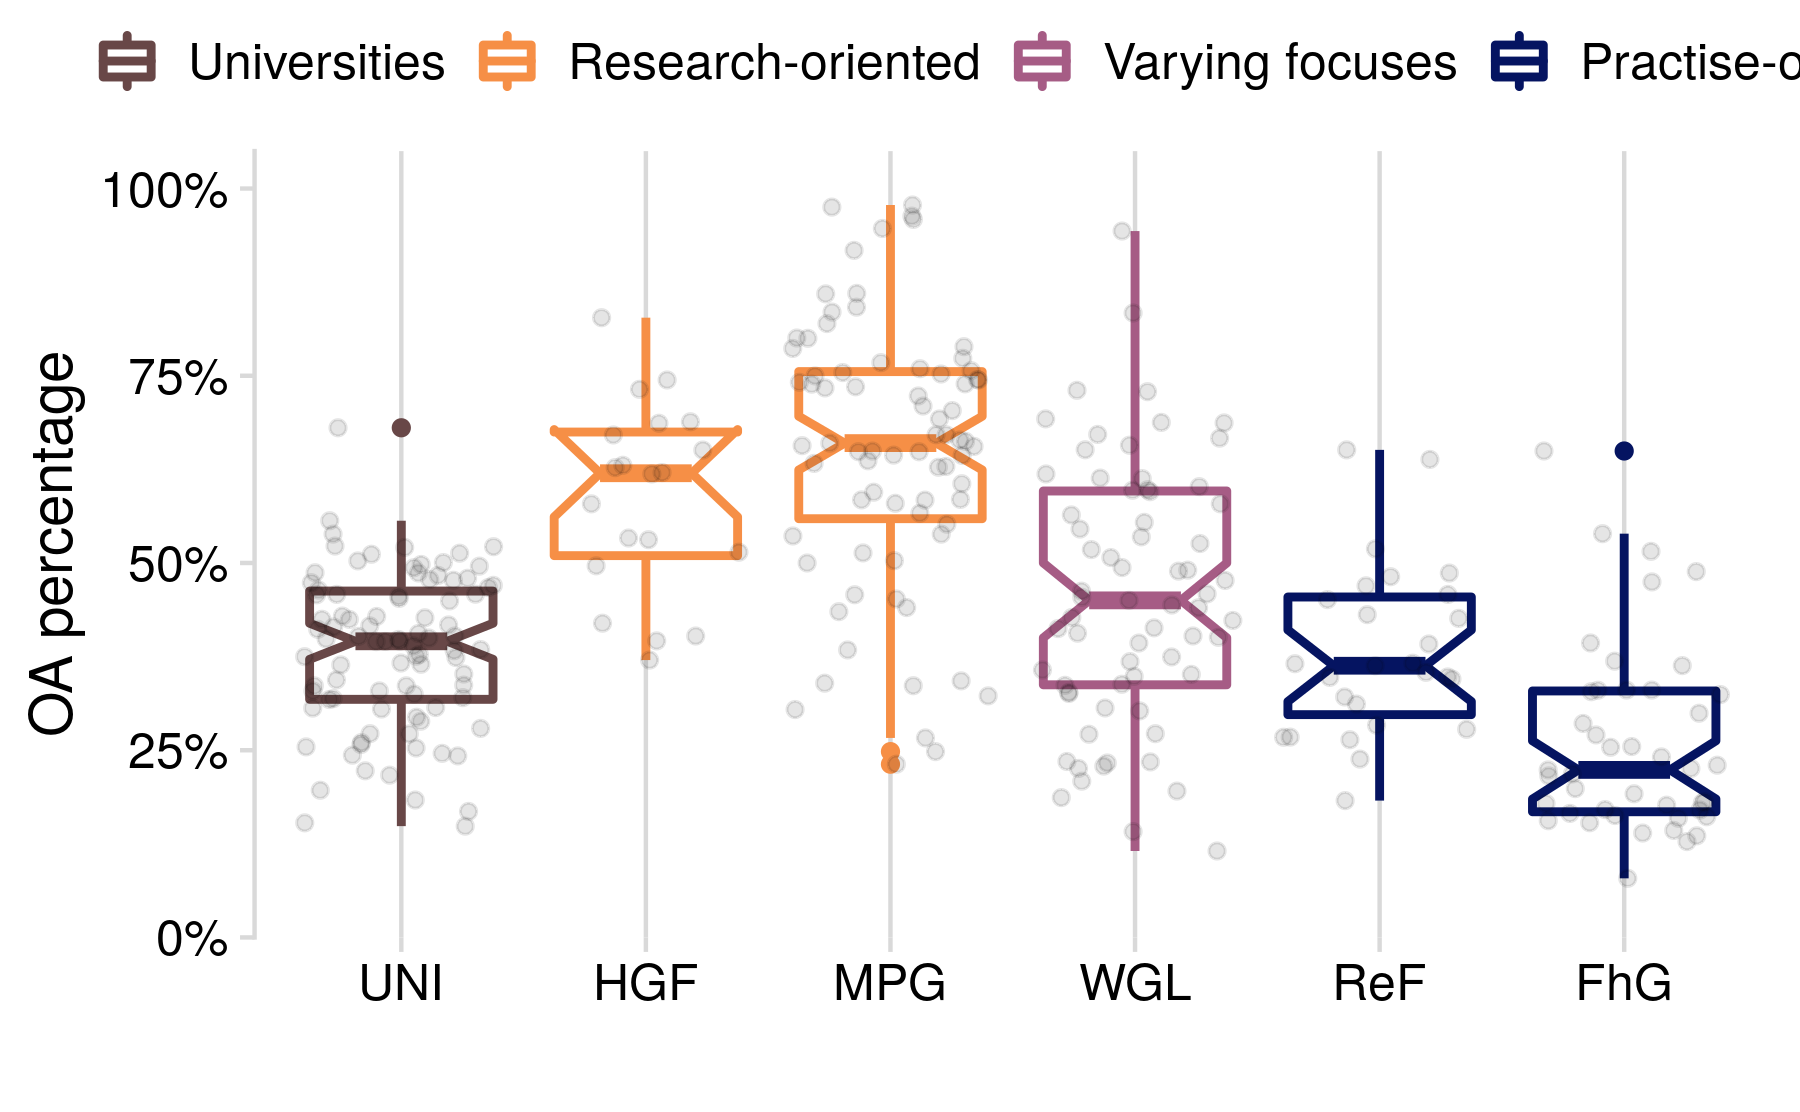 Universities Research-oriented Varying focuses Practise-o
OA percentage
100%
75%
50%
25%
0%
UNI HGF MPG WGL ReF FhG